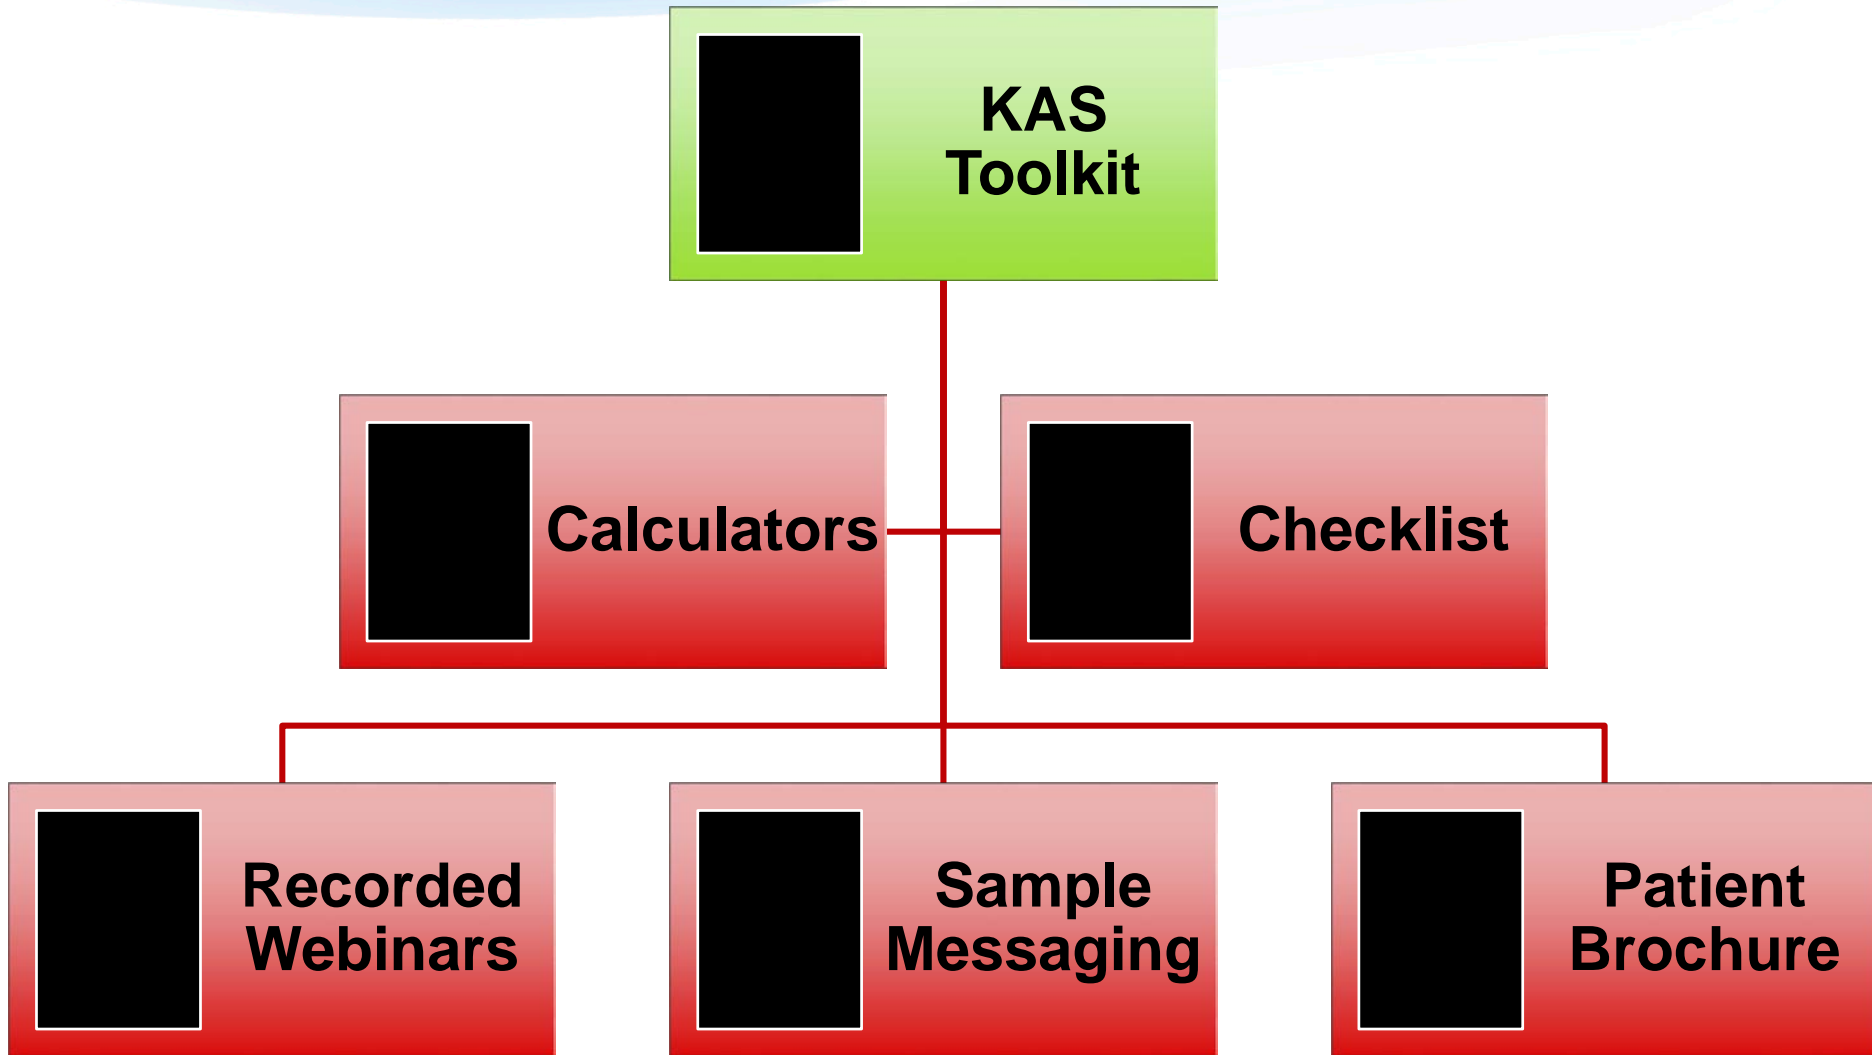 KAS
Toolkit
Calculators
Checklist
Recorded
Webinars
Sample
Messaging
Patient
Brochure